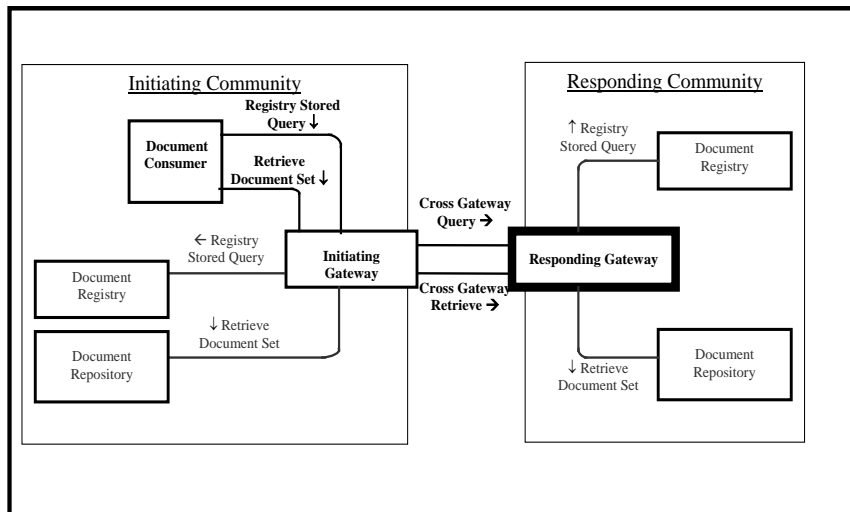 Initiating Community
Registry Stored
Query ↓
Document
Consumer
Retrieve
Document Set ↓
← Registry
Stored Query
Initiating
Gateway
Document
Registry
↓ Retrieve
Document Set
Document
Repository
Cross Gateway
Query →
Cross Gateway
Retrieve →
Responding Community
↑ Registry
Stored Query
Document
Registry
Responding Gateway
↓ Retrieve
Document Set
Document
Repository